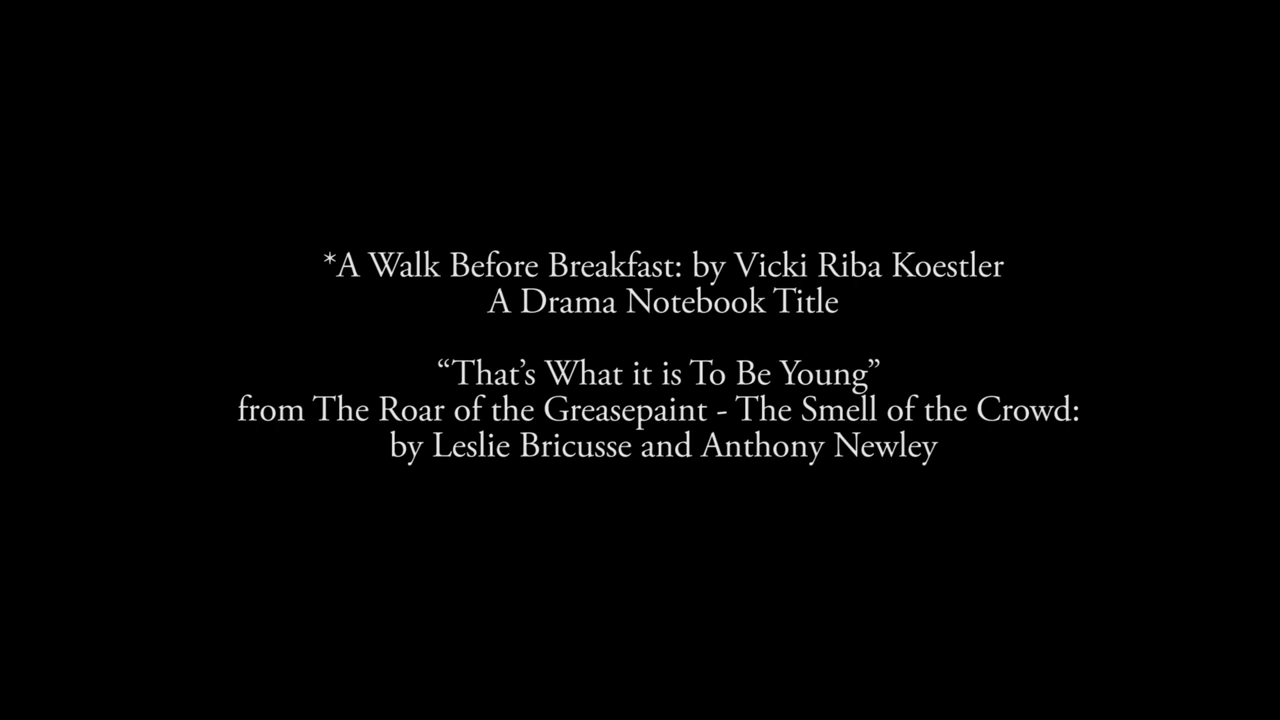 *A Walk Before Breakfast: by Vicki Riba Koestler
A Drama Notebook Title
“That’s What it is To Be Young”
from The Roar of the Greasepaint - The Smell of the Crowd:
by Leslie Bricusse and Anthony Newley